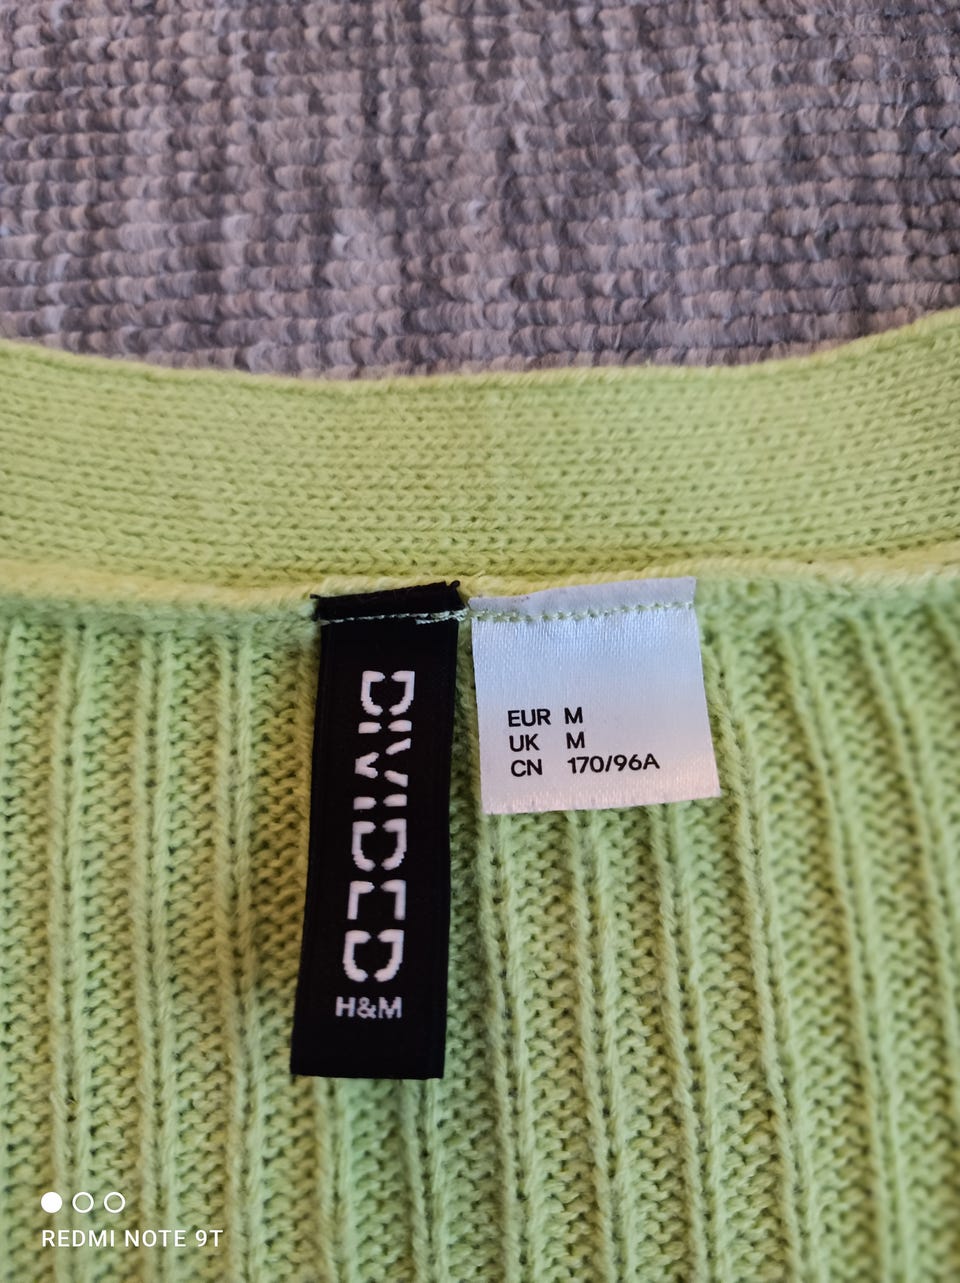 DIVIDED
H&M
EUR M
UK M
CN 170/96A
REDMI NOTE 9T